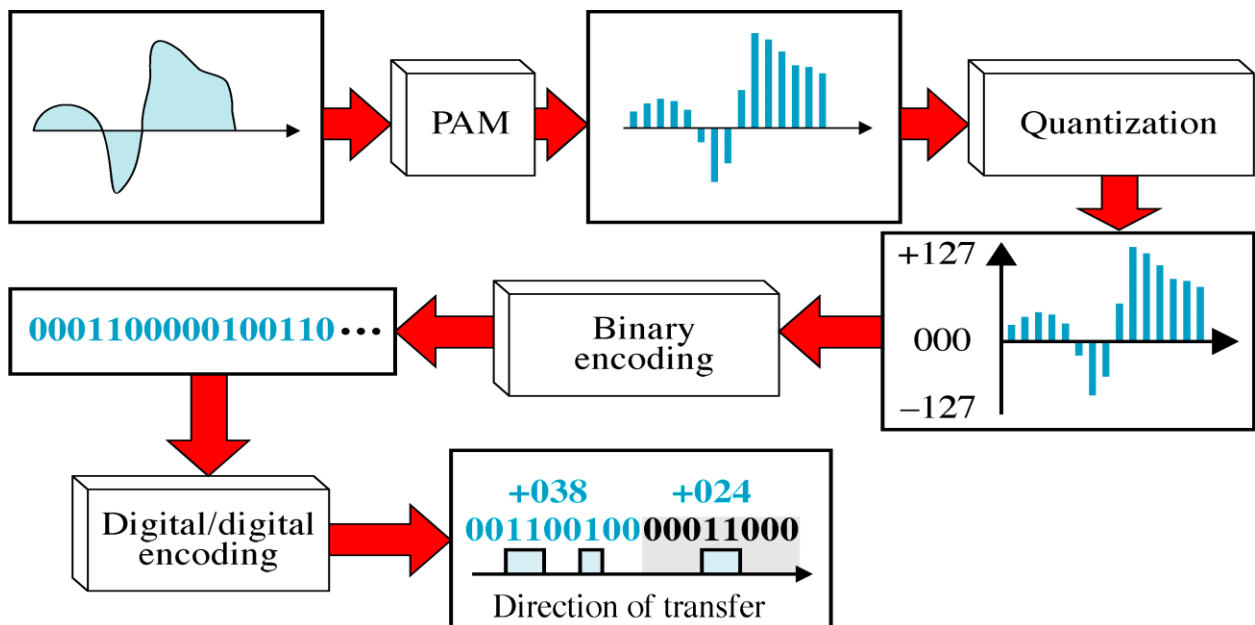 PAM
Quantization
+127
000
−127
Binary
encoding
0001100000100110•••
Digital/digital
encoding
+038 +024
001100100 00011000
Direction of transfer